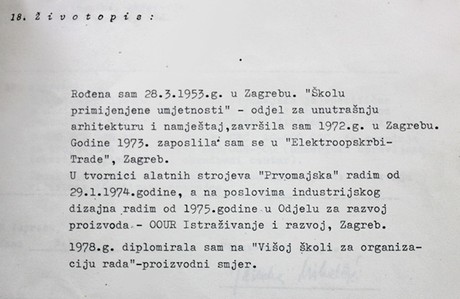 18. Životopis:
Rođena sam 28.3.1953.g. u Zagrebu. "Školu
primijenjene umjetnosti" - odjel za unutrašnju
arhitekturu i namještaj,završila sam 1972.g. u Zagrebu.
Godine 1973. zaposlila sam se u "Elektroopskrbi-
Trade", Zagreb.
U tvornici alatnih strojeva "Prvomajska" radim od
29.1.1974.godine, a na poslovima industrijskog
dizajna radim od 1975.godine u Odjelu za razvoj
proizvoda - OOUR Istraživanje i razvoj, Zagreb.
1978.g. diplomirala sam na "Višoj školi za organiza-
ciju rada"-proizvodni smjer.